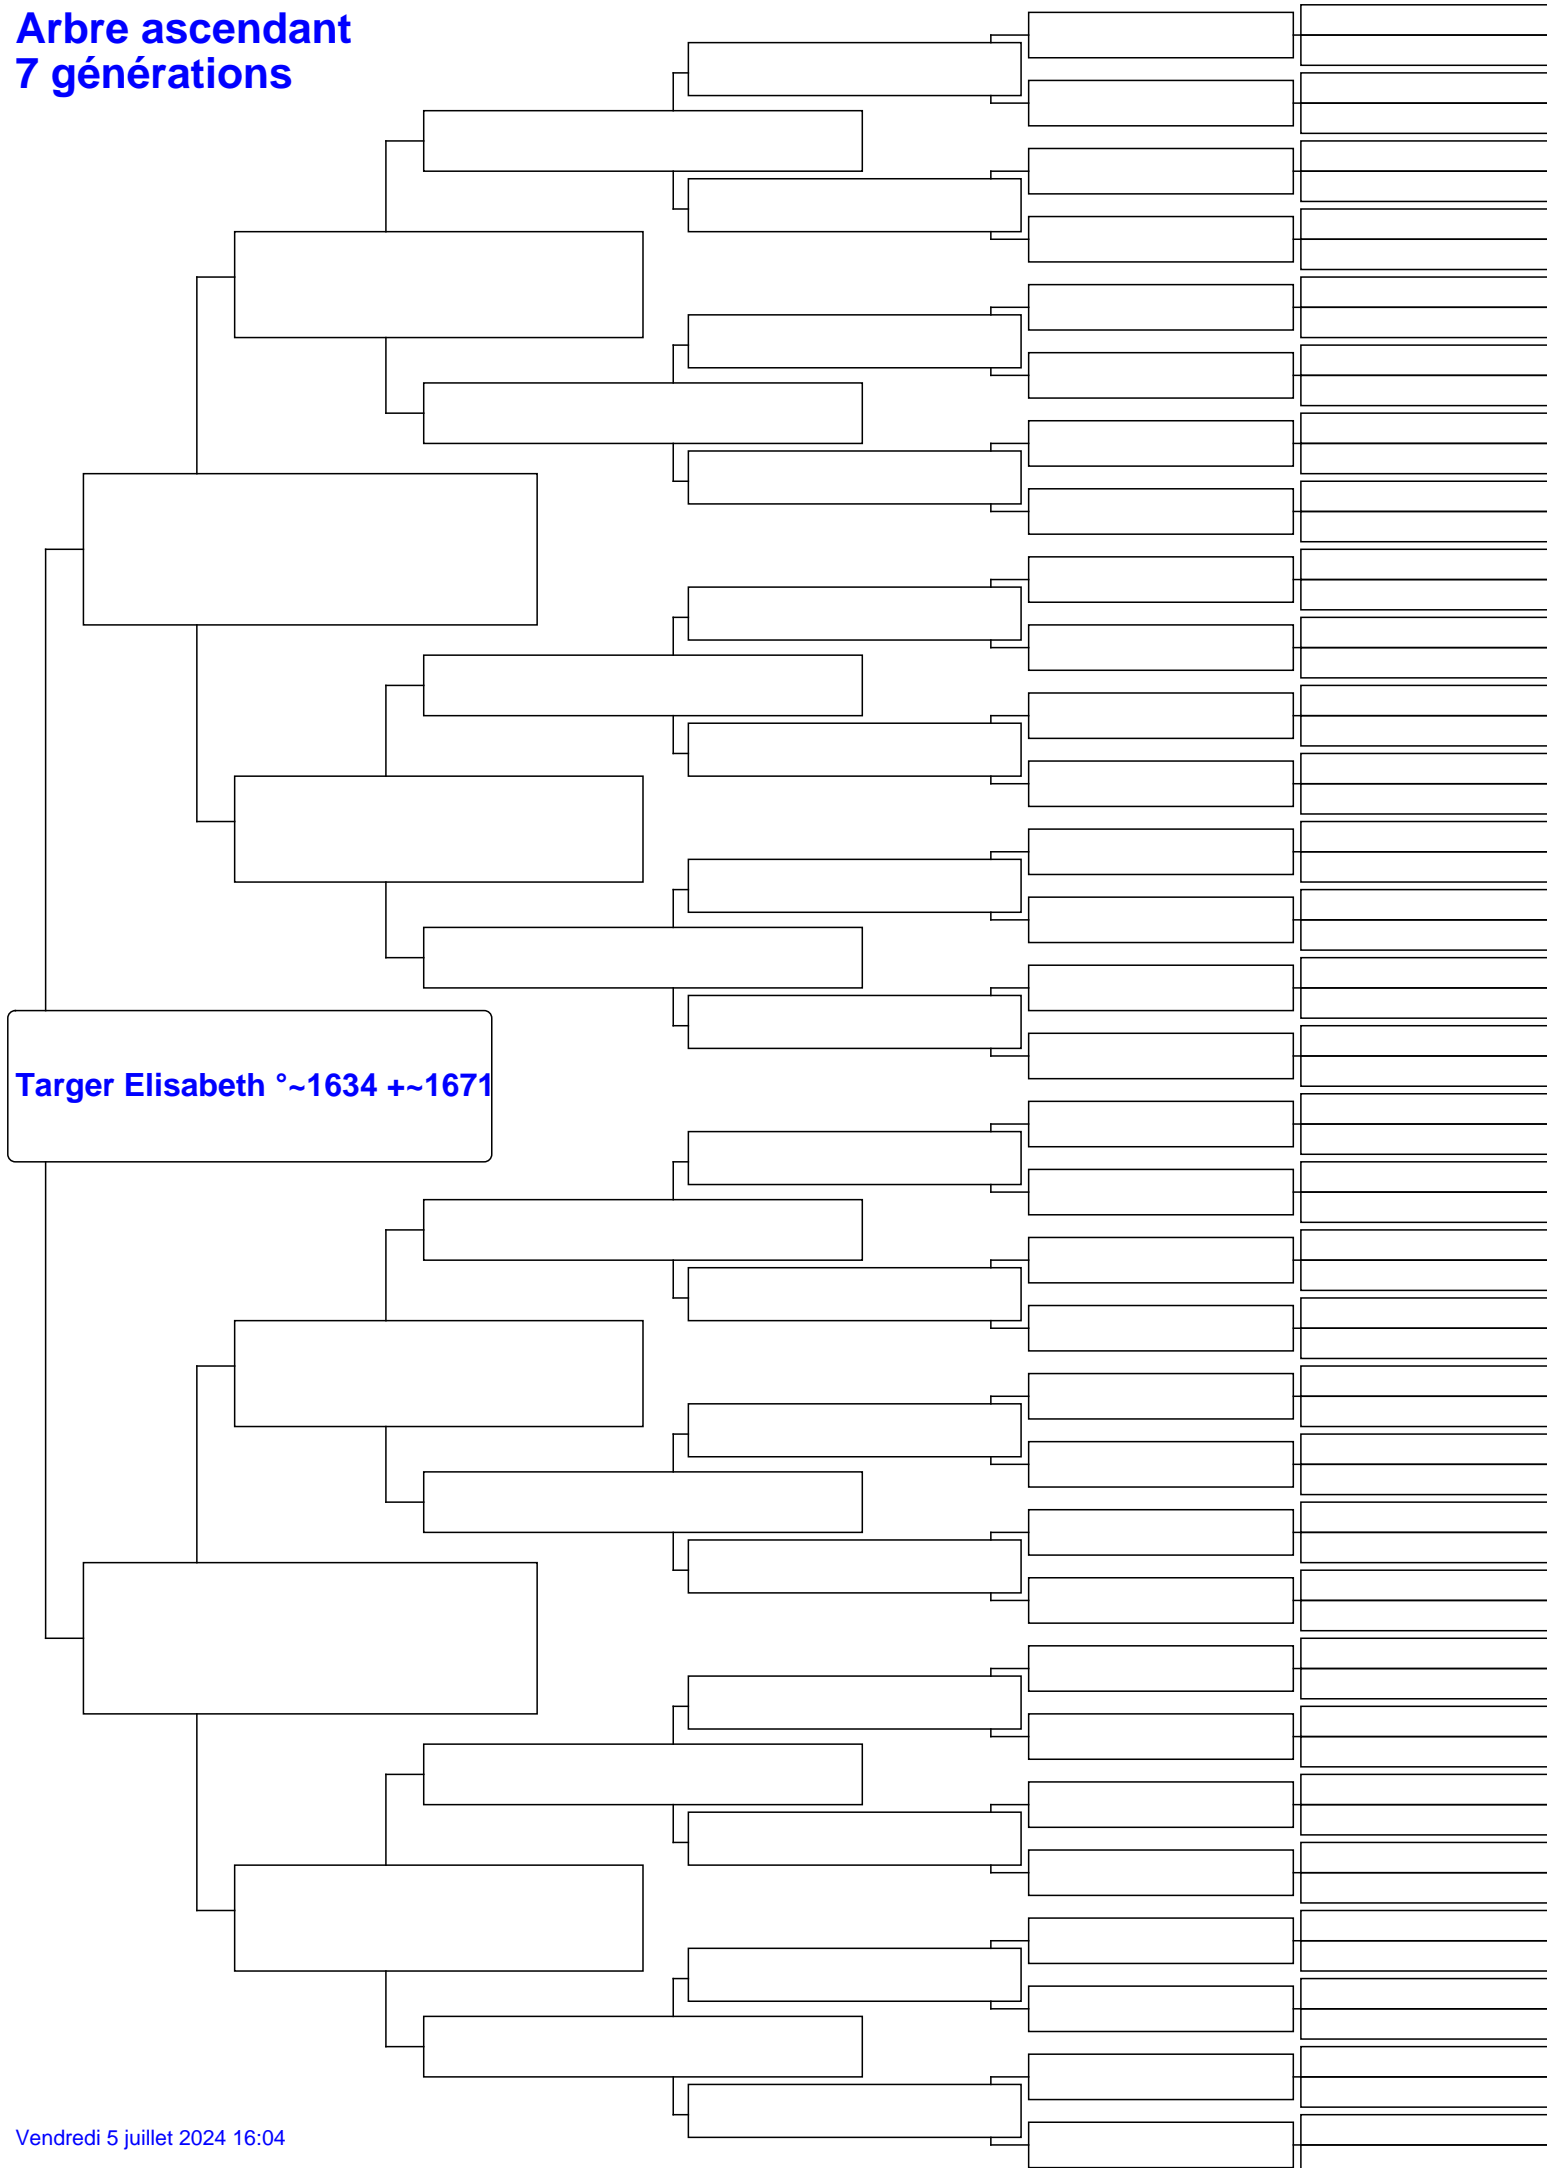 Arbre ascendant
7 générations
Targer Elisabeth °~1634 +~1671
Vendredi 5 juillet 2024 16:04